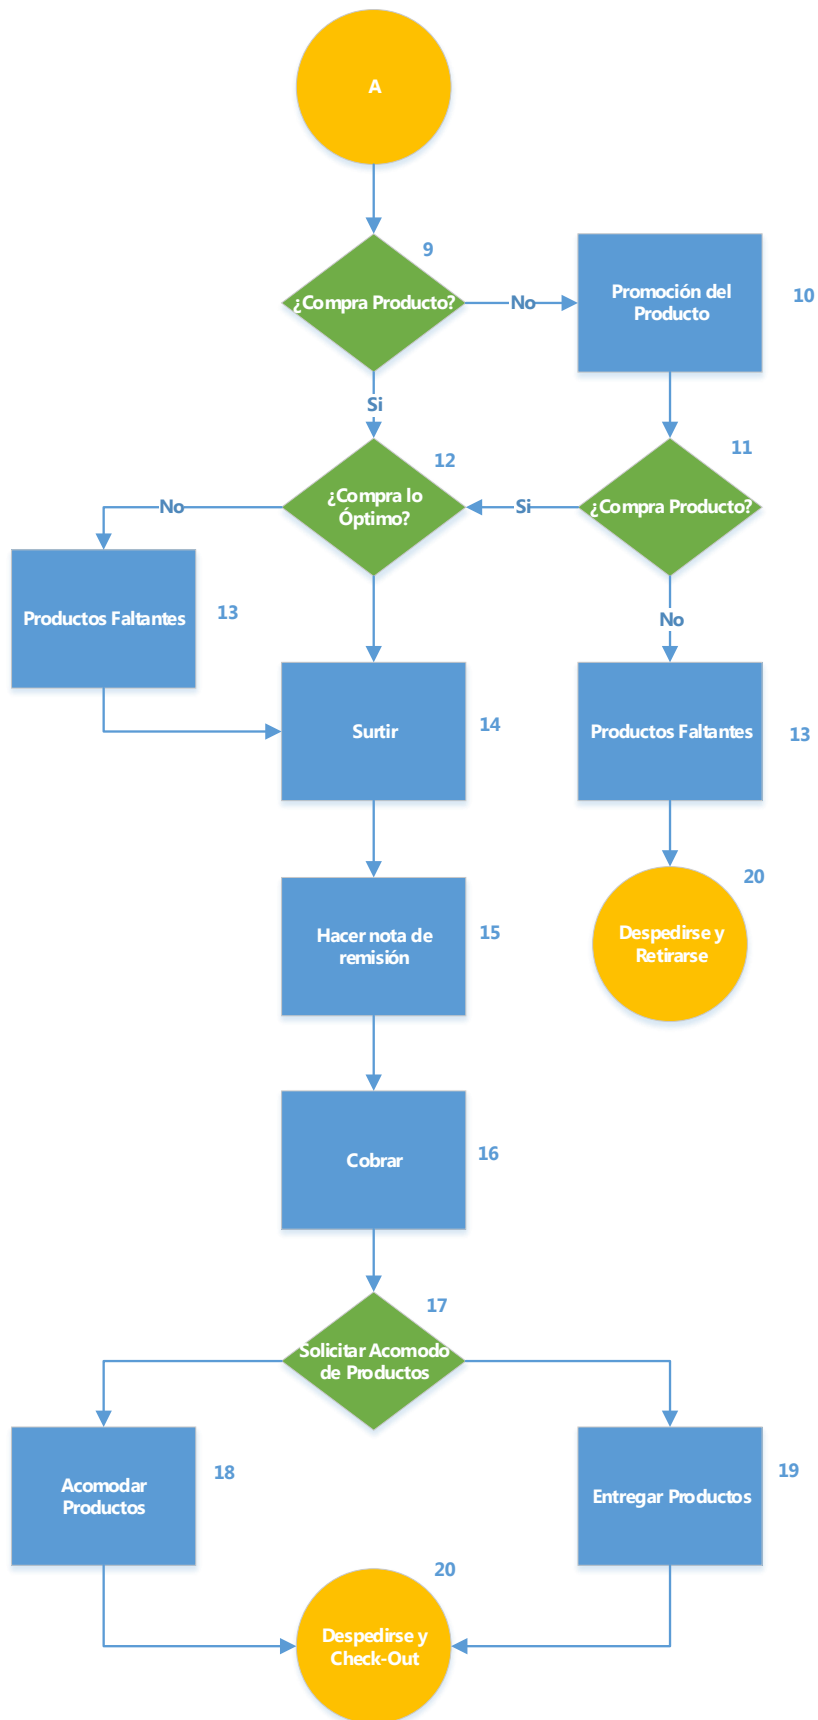 A
9
¿Compra Producto?
No
Promoción del
Producto
10
Si
11
12
¿Compra lo
Óptimo?
No
Si
¿Compra Producto?
Productos Faltantes
13
No
Surtir
14
Productos Faltantes
13
20
Hacer nota de
remisión
15
Despedirse y
Retirarse
Cobrar
16
17
Solicitar Acomodo
de Productos
Acomodar
Productos
18
Entregar Productos
19
20
Despedirse y
Check-Out